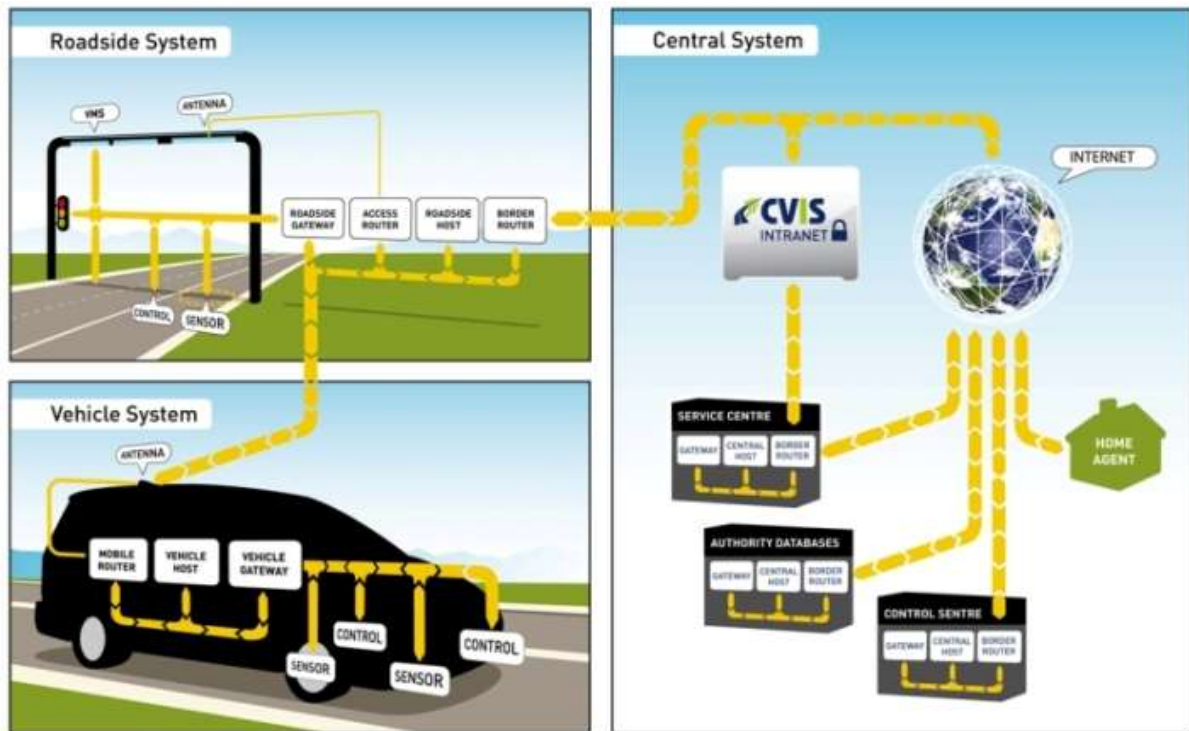 Roadside System
VMS
ANTENNA
ROADSIDE
GATEWAY
ACCESS
ROUTER
ROADSIDE
HOST
BORDER
ROUTER
CONTROL
SENSOR
Vehicle System
ANTENNA
MOBILE
ROUTER
VEHICLE
HOST
VEHICLE
GATEWAY
SENSOR
CONTROL
SENSOR
CONTROL
Central System
INTERNET
CVIS
INTRANET
SERVICE CENTRE
GATEWAY
CENTRAL
HOST
BORDER
ROUTER
HOME
AGENT
AUTHORITY DATABASES
GATEWAY
CENTRAL
HOST
BORDER
ROUTER
CONTROL SENTRE
GATEWAY
CENTRAL
HOST
BORDER
ROUTER